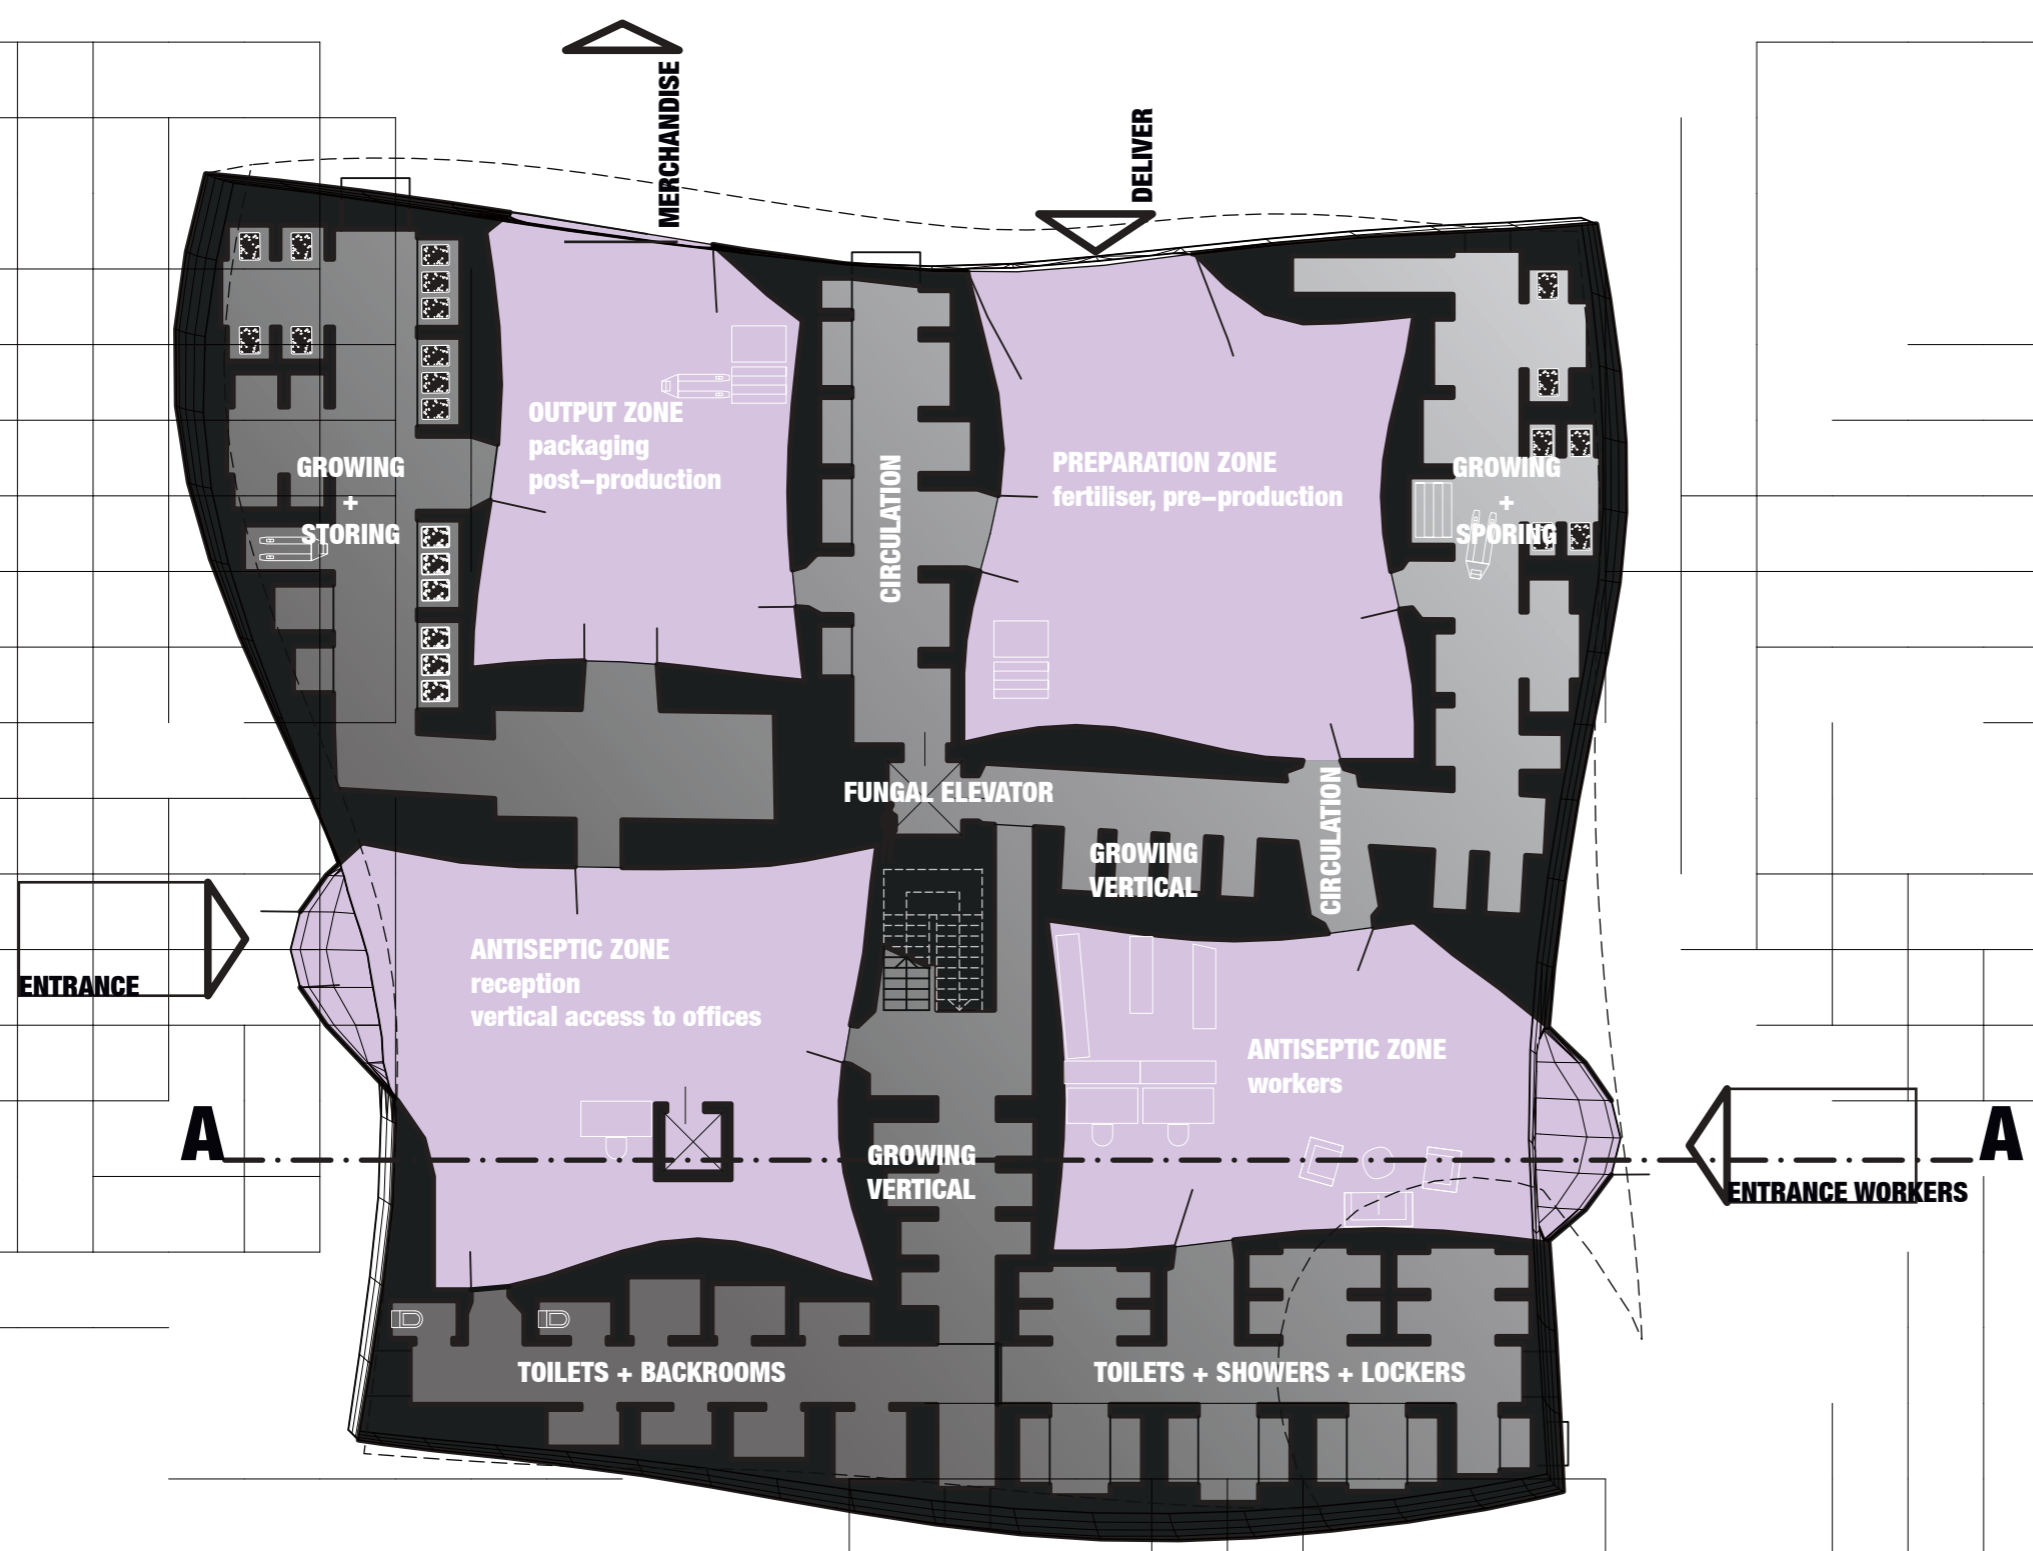 MERCHANDISE
DELIVER
OUTPUT ZONE
packaging
post–production
GROWING
+
STORING
CIRCULATION
PREPARATION ZONE
fertiliser, pre–production
GROWING
+
SPORING
FUNGAL ELEVATOR
CIRCULATION
GROWING
VERTICAL
ENTRANCE
ANTISEPTIC ZONE
reception
vertical access to offices
ANTISEPTIC ZONE
workers
A
A
GROWING
VERTICAL
ENTRANCE WORKERS
TOILETS + BACKROOMS
TOILETS + SHOWERS + LOCKERS